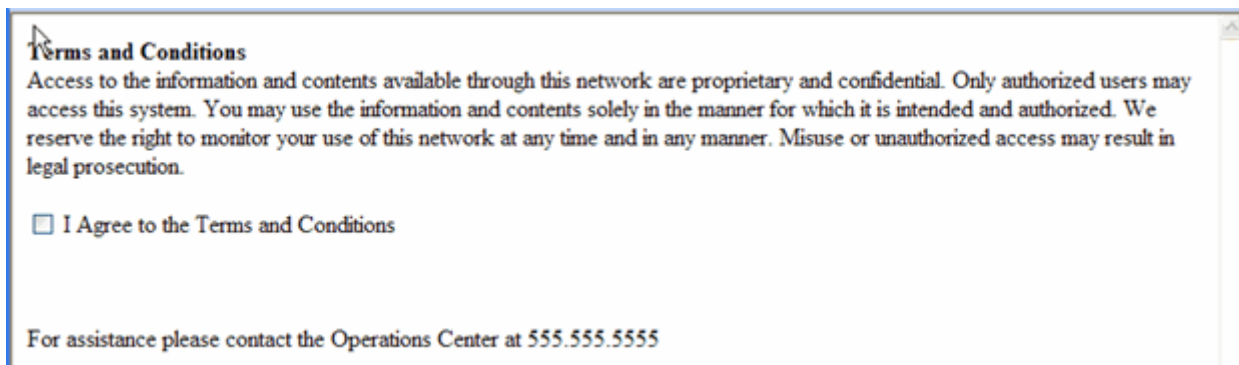 Terms and Conditions
Access to the information and contents available through this network are proprietary and confidential. Only authorized users may
access this system. You may use the information and contents solely in the manner for which it is intended and authorized. We
reserve the right to monitor your use of this network at any time and in any manner. Misuse or unauthorized access may result in
legal prosecution.
I Agree to the Terms and Conditions
For assistance please contact the Operations Center at 555.555.5555